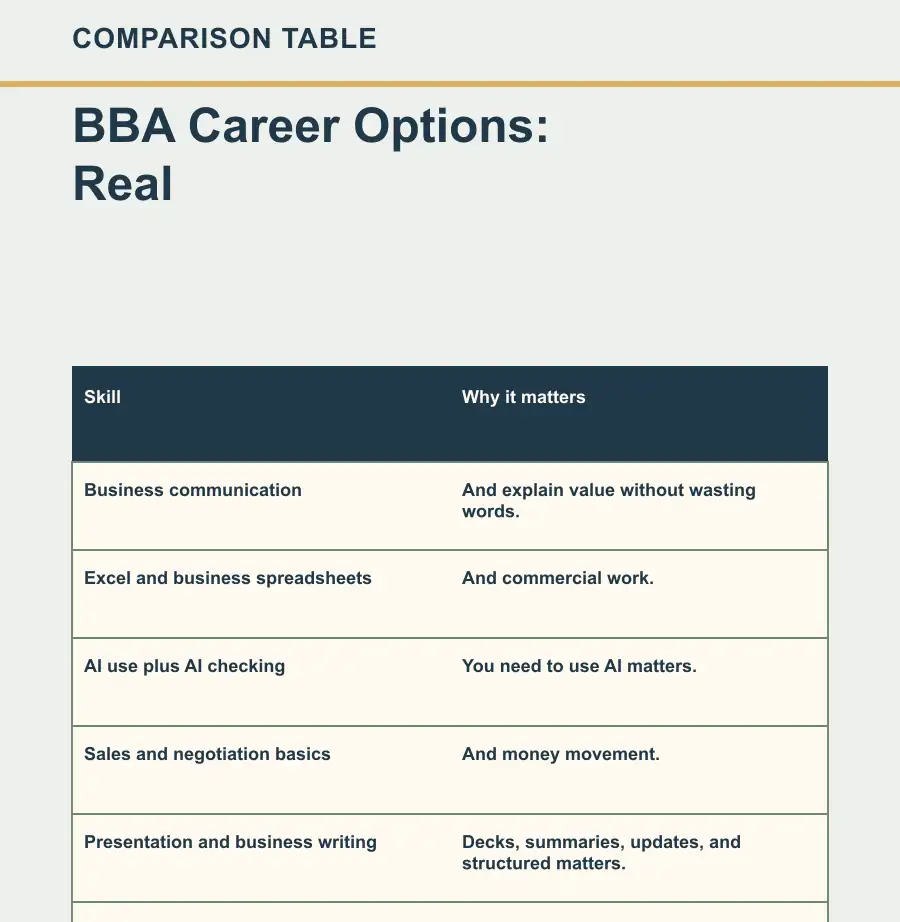 COMPARISON TABLE
BBA Career Options:
Real
Skill
Why it matters
Business communication
And explain value without wasting
words.
Excel and business spreadsheets
And commercial work.
AI use plus AI checking
You need to use AI matters.
Sales and negotiation basics
And money movement.
Presentation and business writing
Decks, summaries, updates, and
structured matters.